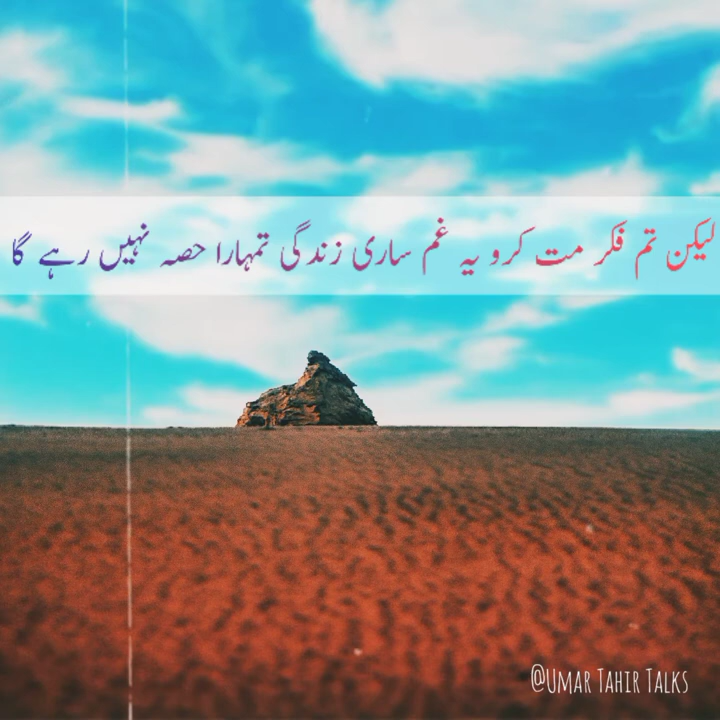 لیکن تم فکر مت کرو یہ غم ساری زندگی تمہارا حصہ نہیں رہے گا
@Umar Tahir Talks